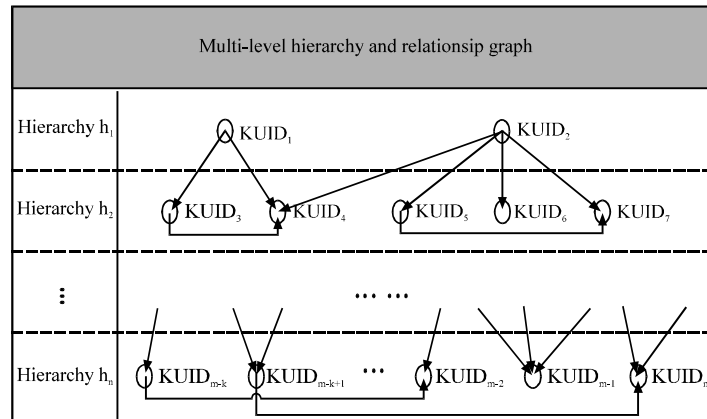 Multi-level hierarchy and relationsip graph
Hierarchy h₁
KUID₁
KUID₂
Hierarchy h₂
KUID₃
KUID₄
KUID₅
KUID₆
KUID₇
⋮
... ...
Hierarchy hₙ
KUIDₘ₋ₖ
KUIDₘ₋ₖ₊₁
...
KUIDₘ₋₂
KUIDₘ₋₁